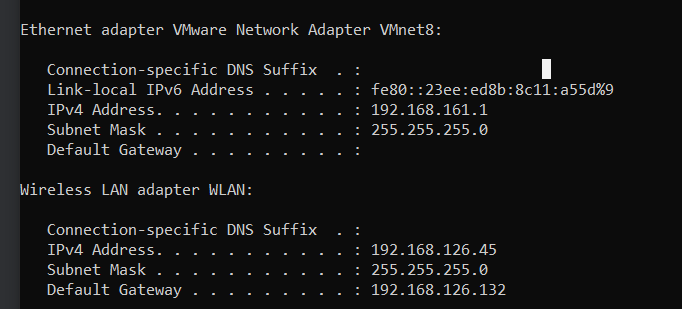 Ethernet adapter VMware Network Adapter VMnet8:
Connection-specific DNS Suffix  . :
Link-local IPv6 Address . . . . . : fe80::23ee:ed8b:8c11:a55d%9
IPv4 Address. . . . . . . . . . . : 192.168.161.1
Subnet Mask . . . . . . . . . . . : 255.255.255.0
Default Gateway . . . . . . . . . :
Wireless LAN adapter WLAN:
Connection-specific DNS Suffix  . :
IPv4 Address. . . . . . . . . . . : 192.168.126.45
Subnet Mask . . . . . . . . . . . : 255.255.255.0
Default Gateway . . . . . . . . . : 192.168.126.132